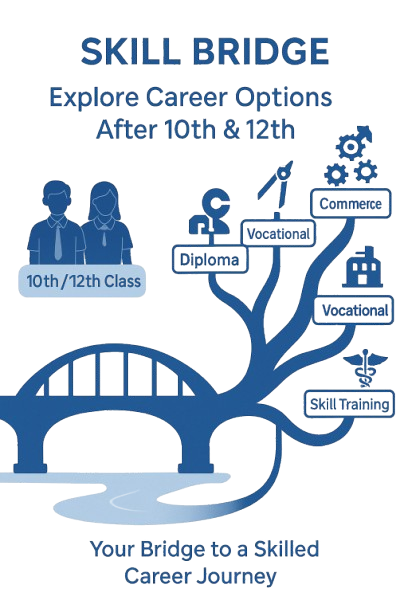 SKILL BRIDGE
Explore Career Options
After 10th & 12th
Commerce
Vocational
Diploma
10th/12th Class
Vocational
Skill Training
Your Bridge to a Skilled
Career Journey